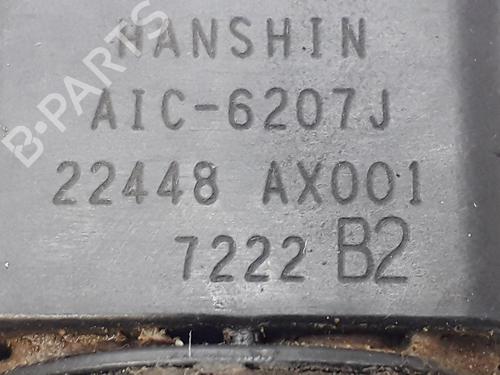 HANSHIN
AIC-6207J
22448 AX001
7222 B2
B-PARTS